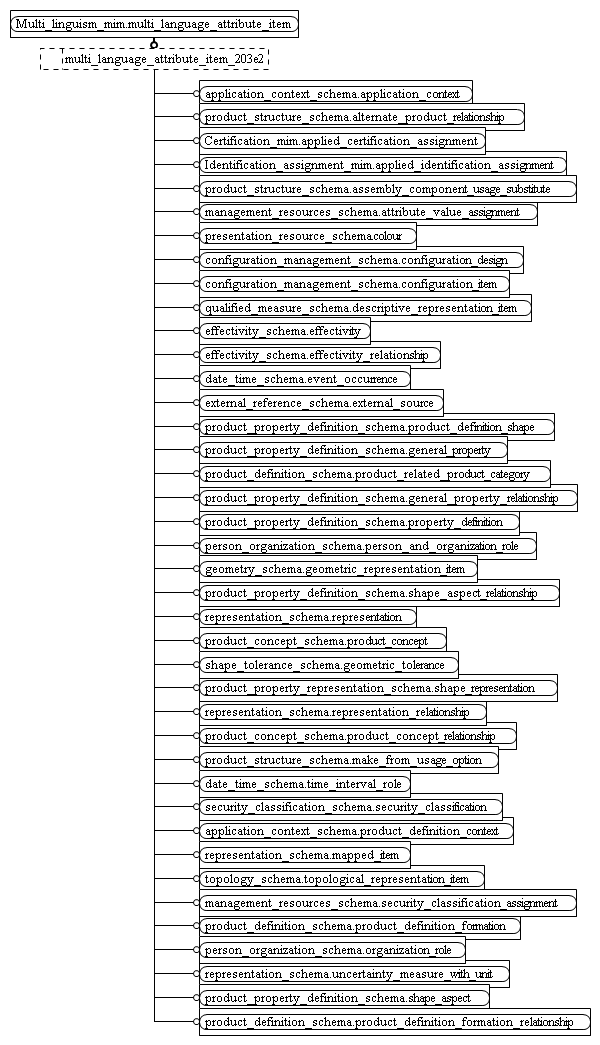 Multi_linguism_mim.multi_language_attribute_item
multi_language_attribute_item_203e2
application_context_schema.application_context
product_structure_schema.alternate_product_relationship
Certification_mim.applied_certification_assignment
Identification_assignment_mim.applied_identification_assignment
product_structure_schema.assembly_component_usage_substitute
management_resources_schema.attribute_value_assignment
presentation_resource_schema.colour
configuration_management_schema.configuration_design
configuration_management_schema.configuration_item
qualified_measure_schema.descriptive_representation_item
effectivity_schema.effectivity
effectivity_schema.effectivity_relationship
date_time_schema.event_occurrence
external_reference_schema.external_source
product_property_definition_schema.product_definition_shape
product_property_definition_schema.general_property
product_definition_schema.product_related_product_category
product_property_definition_schema.general_property_relationship
product_property_definition_schema.property_definition
person_organization_schema.person_and_organization_role
geometry_schema.geometric_representation_item
product_property_definition_schema.shape_aspect_relationship
representation_schema.representation
product_concept_schema.product_concept
shape_tolerance_schema.geometric_tolerance
product_property_representation_schema.shape_representation
representation_schema.representation_relationship
product_concept_schema.product_concept_relationship
product_structure_schema.make_from_usage_option
date_time_schema.time_interval_role
security_classification_schema.security_classification
application_context_schema.product_definition_context
representation_schema.mapped_item
topology_schema.topological_representation_item
management_resources_schema.security_classification_assignment
product_definition_schema.product_definition_formation
person_organization_schema.organization_role
representation_schema.uncertainty_measure_with_unit
product_property_definition_schema.shape_aspect
product_definition_schema.product_definition_formation_relationship